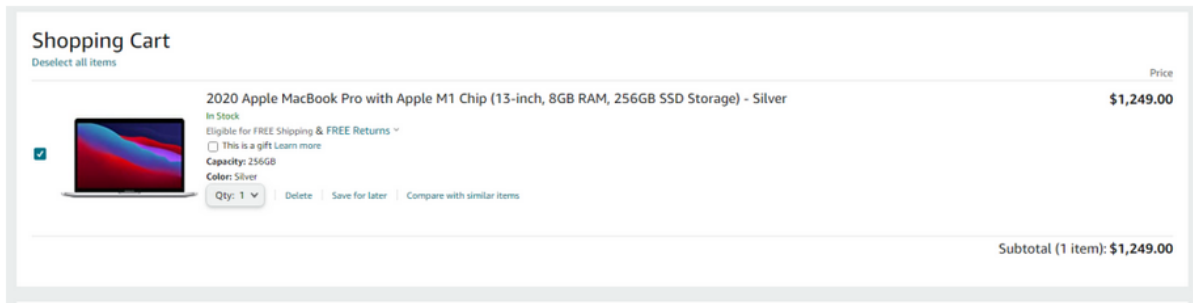 Shopping Cart
Deselect all items
Price
2020 Apple MacBook Pro with Apple M1 Chip (13-inch, 8GB RAM, 256GB SSD Storage) - Silver
$1,249.00
In Stock
Eligible for FREE Shipping & FREE Returns
This is a gift Learn more
Capacity: 256GB
Color: Silver
Qty: 1 Delete Save for later Compare with similar items
Subtotal (1 item): $1,249.00